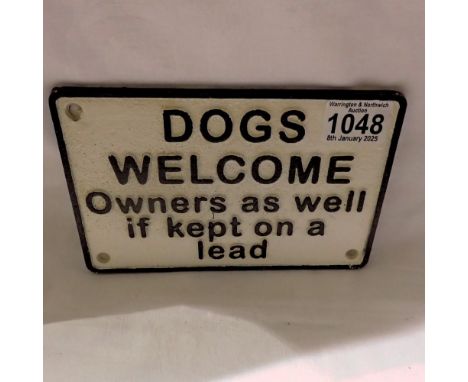 DOGS
WELCOME
Owners as well
if kept on a
lead
Warrington & Northwich
Auction
1048
8th January 2025